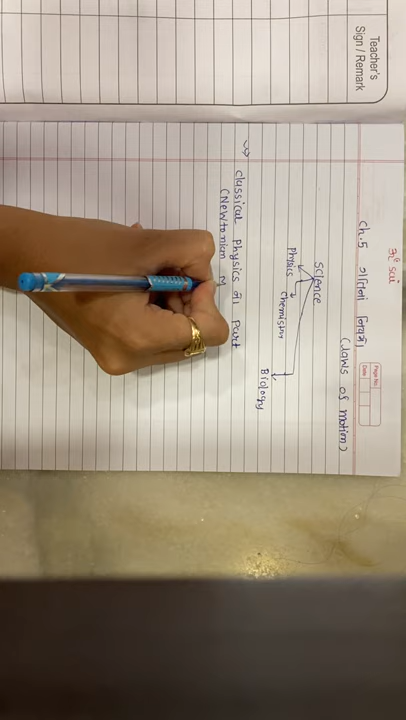 Teacher's
Sign / Remark
sai
Page No.
Date
ch. 5 ગતિના નિયમો
(Laws of motion)
Science
Physics
Chemistry
Biology
→ classical Physics part
(Newtonian